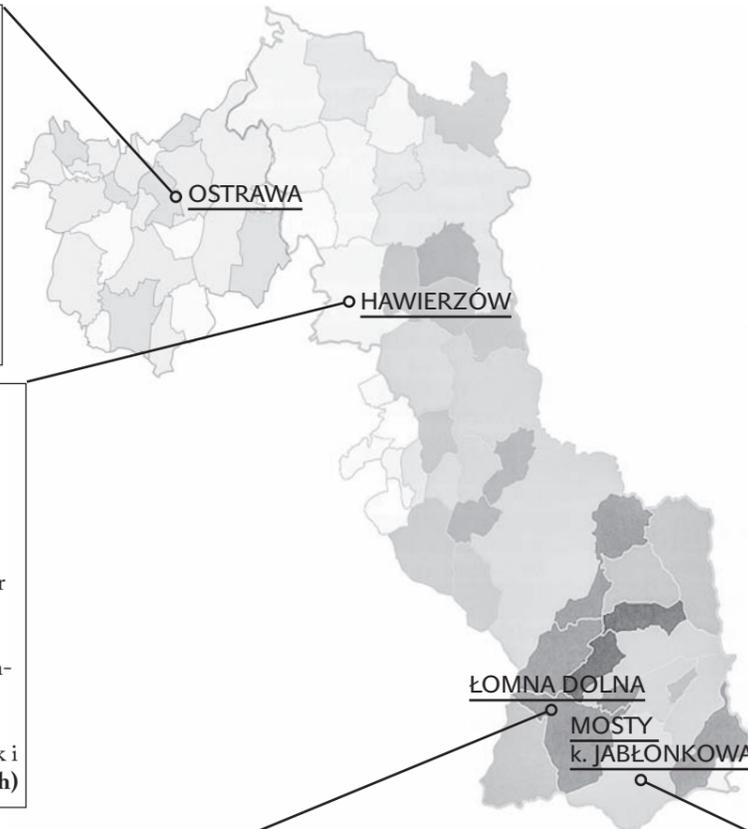 OSTRAWA
HAWIERZÓW
r
n-
k i
h)
ŁOMNA DOLNA
MOSTY
k. JABŁONKOWA